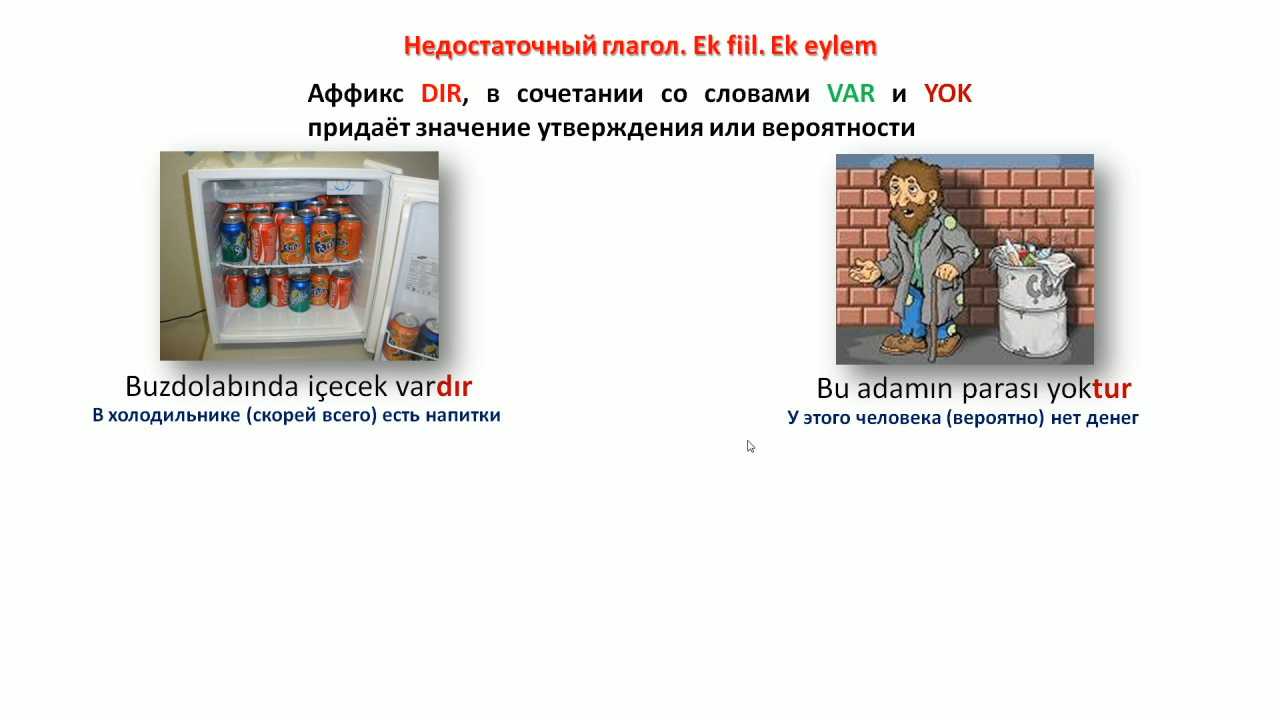 Недостаточный глагол. Ek fiil. Ek eylem
Аффикс DIR, в сочетании со словами VAR и YOK
придаёт значение утверждения или вероятности
Buzdolabında içecek vardır
В холодильнике (скорей всего) есть напитки
Bu adamın parası yoktur
У этого человека (вероятно) нет денег